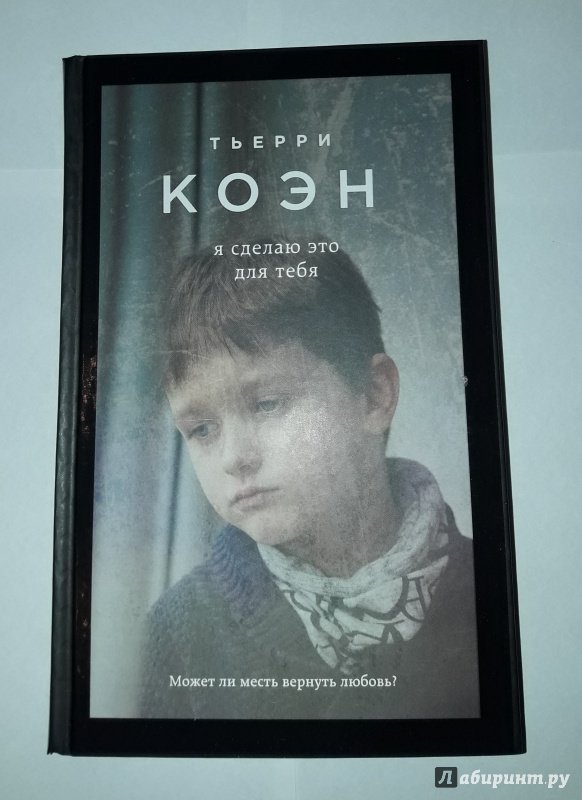 ТЬЕРРИ
КОЭН
я сделаю это
для тебя
Может ли месть вернуть любовь?
Лабиринт.ру